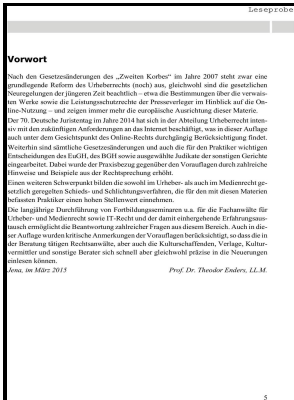 Leseprobe
Vorwort
Nach den Gesetzesänderungen des „Zweiten Korbes“ im Jahre 2007 steht zwar eine
grundlegende Reform des Urheberrechts (noch) aus, gleichwohl sind die gesetzlichen
Neuregelungen der jüngeren Zeit beachtlich – etwa die Bestimmungen über die verwais-
ten Werke sowie die Leistungsschutzrechte der Presseverleger im Hinblick auf die On-
line-Nutzung – und zeigen immer mehr die europäische Ausrichtung dieser Materie.
Der 70. Deutsche Juristentag im Jahre 2014 hat sich in der Abteilung Urheberrecht inten-
siv mit den zukünftigen Anforderungen an das Internet beschäftigt, was in dieser Auflage
auch unter dem Gesichtspunkt des Online-Rechts durchgängig Berücksichtigung findet.
Weiterhin sind sämtliche Gesetzesänderungen und auch die für den Praktiker wichtigen
Entscheidungen des EuGH, des BGH sowie ausgewählte Judikate der sonstigen Gerichte
eingearbeitet. Dabei wurde der Praxisbezug gegenüber den Vorauflagen durch zahlreiche
Hinweise und Beispiele aus der Rechtsprechung erhöht.
Einen weiteren Schwerpunkt bilden die sowohl im Urheber- als auch im Medienrecht ge-
setzlich geregelten Schieds- und Schlichtungsverfahren, die für den mit diesen Materien
befassten Praktiker einen hohen Stellenwert einnehmen.
Die langjährige Durchführung von Fortbildungsseminaren u.a. für die Fachanwälte für
Urheber- und Medienrecht sowie IT-Recht und der damit einhergehende Erfahrungsaus-
tausch ermöglicht die Beantwortung zahlreicher Fragen aus diesem Bereich. Auch in die-
ser Auflage wurden kritische Anmerkungen der Vorauflagen berücksichtigt, so dass die in
der Beratung tätigen Rechtsanwälte, aber auch die Kulturschaffenden, Verlage, Kultur-
vermittler und sonstige Berater sich schnell aber gleichwohl präzise in die Neuerungen
einlesen können.
Jena, im März 2015 Prof. Dr. Theodor Enders, LL.M.
5